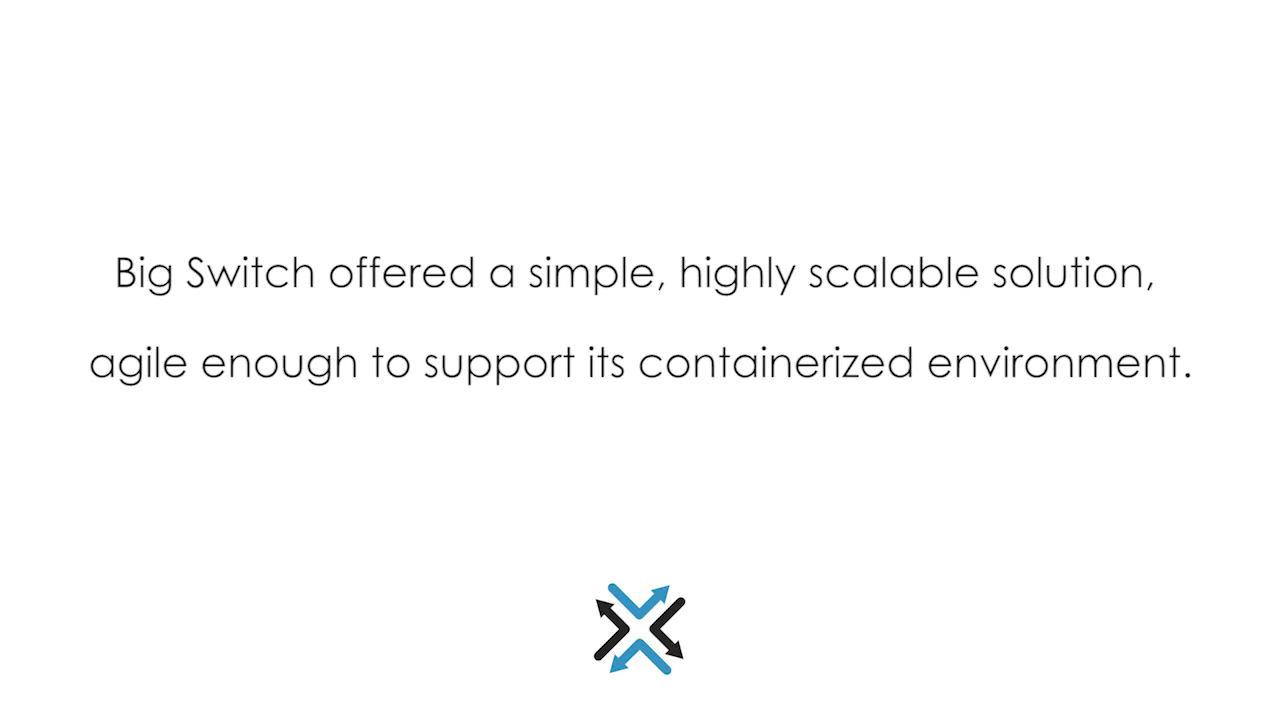 Big Switch offered a simple, highly scalable solution,
agile enough to support its containerized environment.